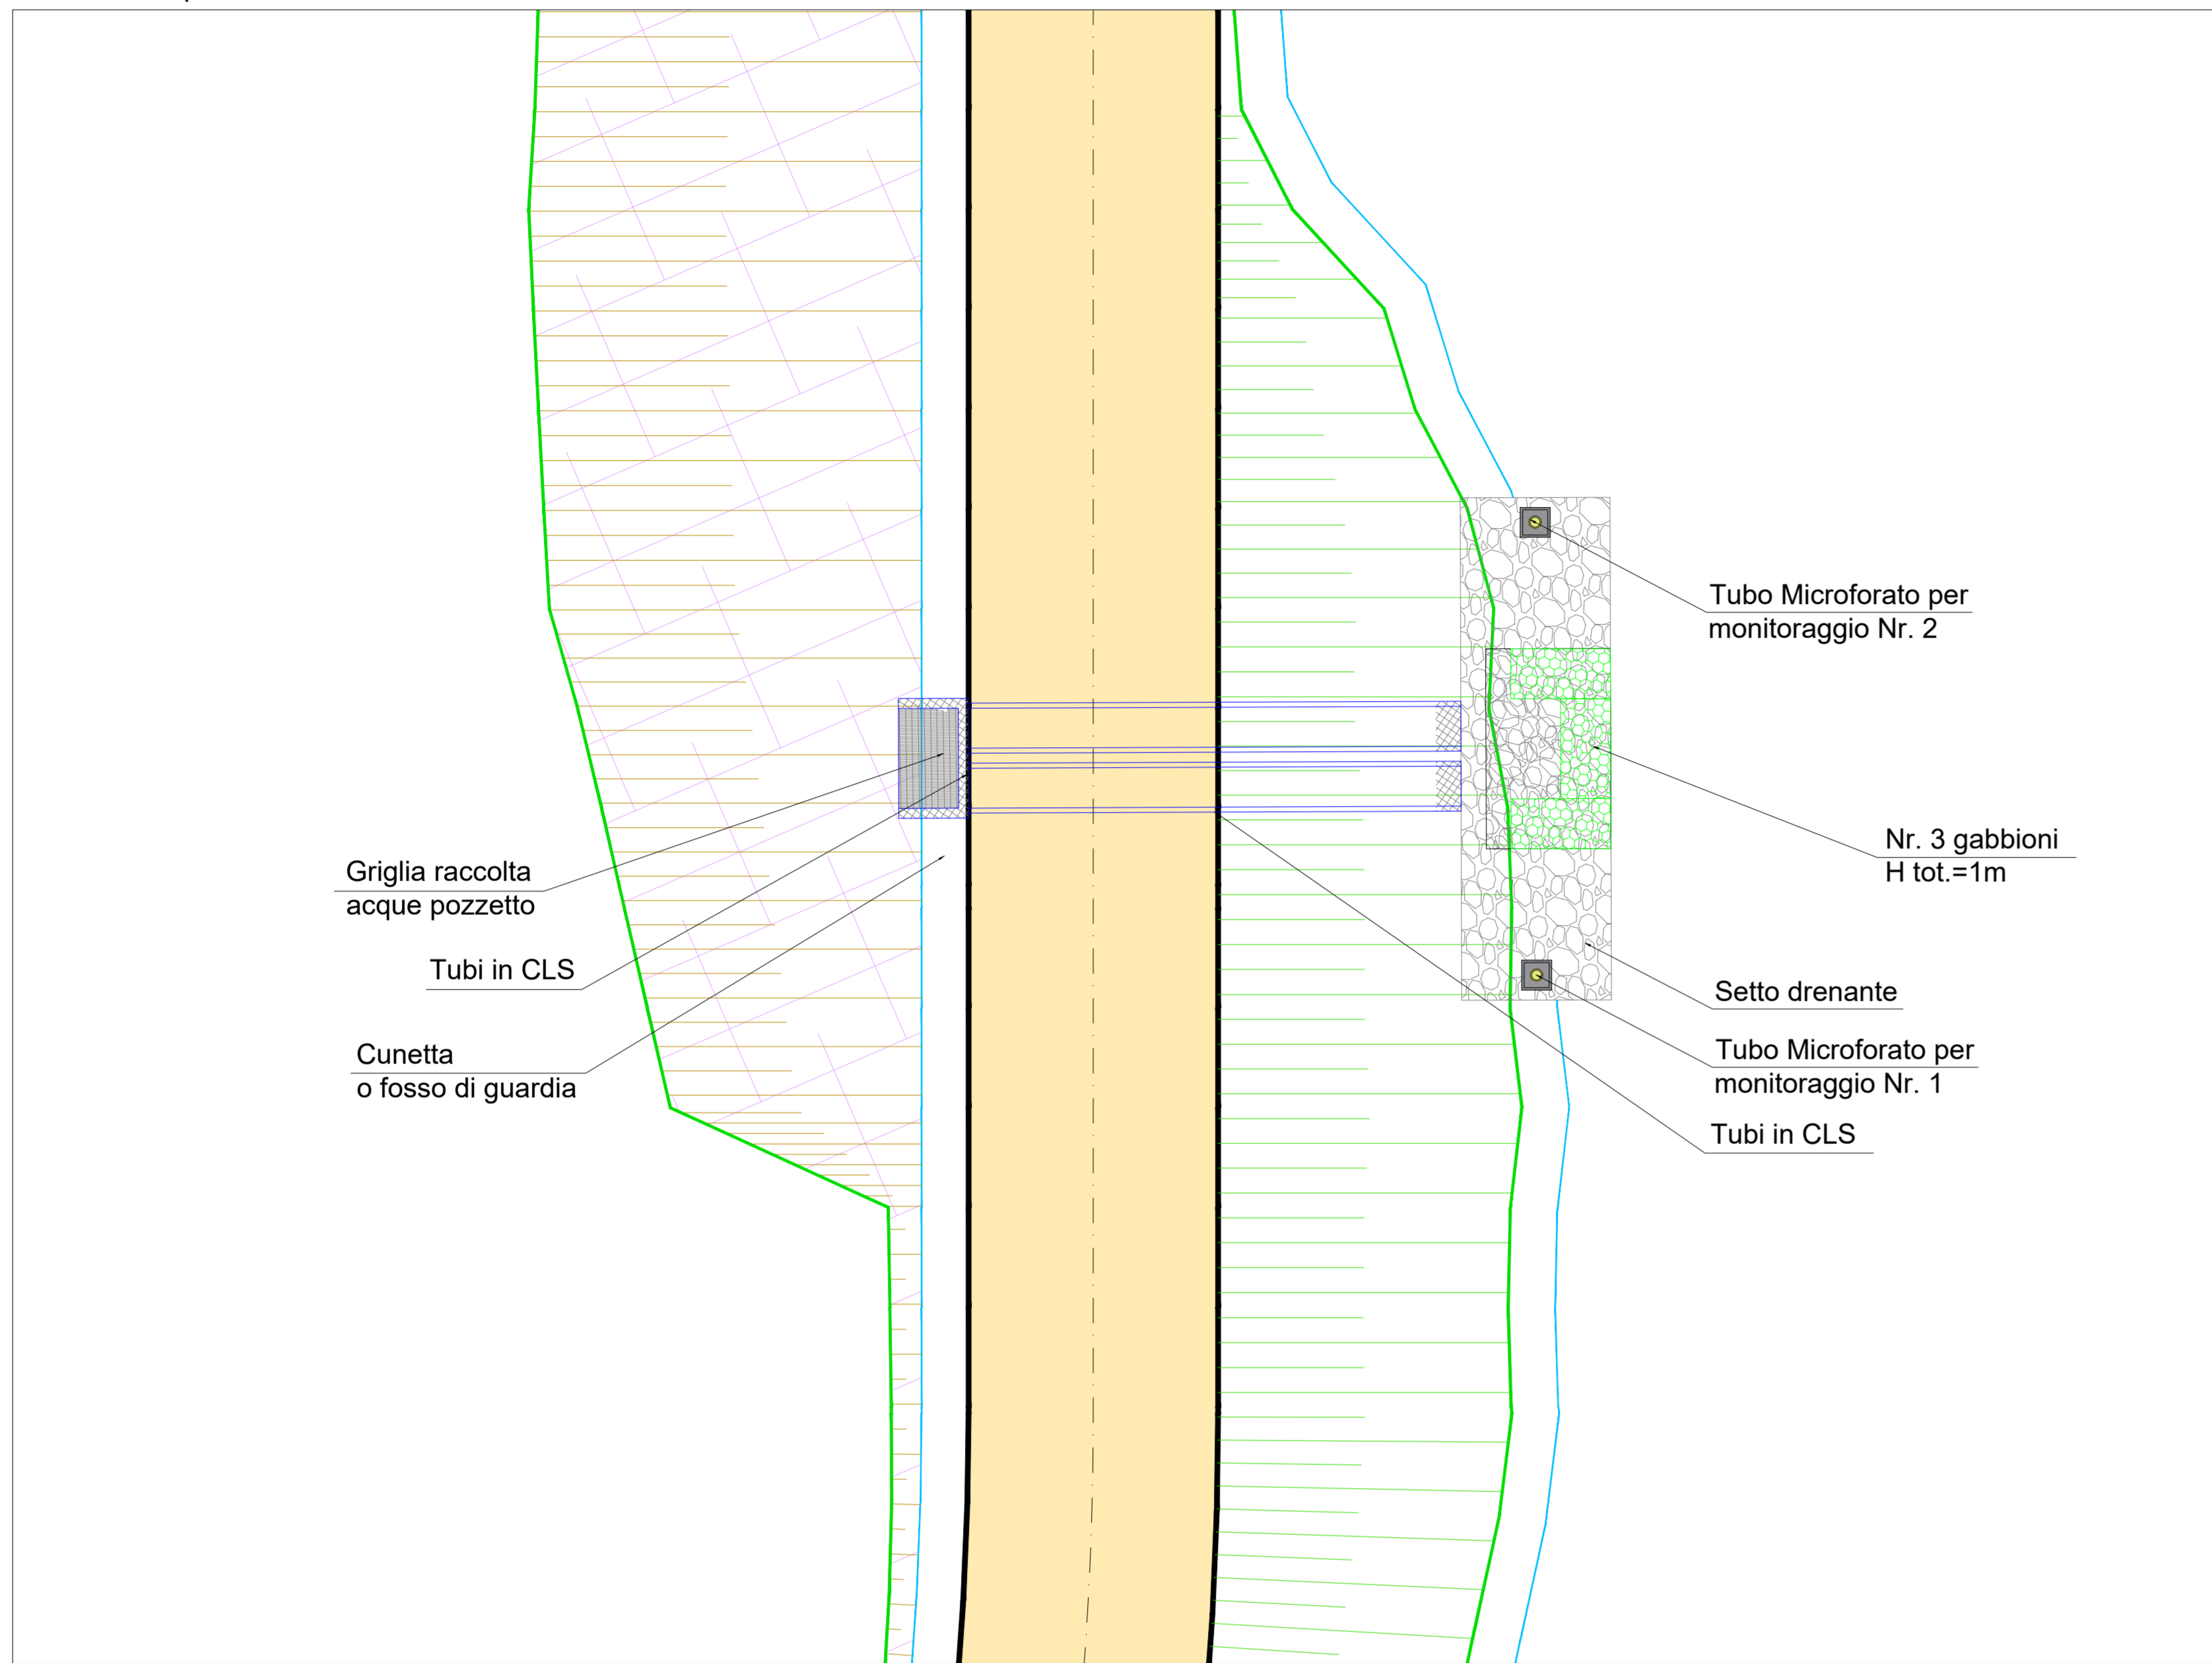 Tubo Microforato per
monitoraggio Nr. 2
Nr. 3 gabbioni
H tot.=1m
Griglia raccolta
acque pozzetto
Tubi in CLS
Setto drenante
Cunetta
o fosso di guardia
Tubo Microforato per
monitoraggio Nr. 1
Tubi in CLS